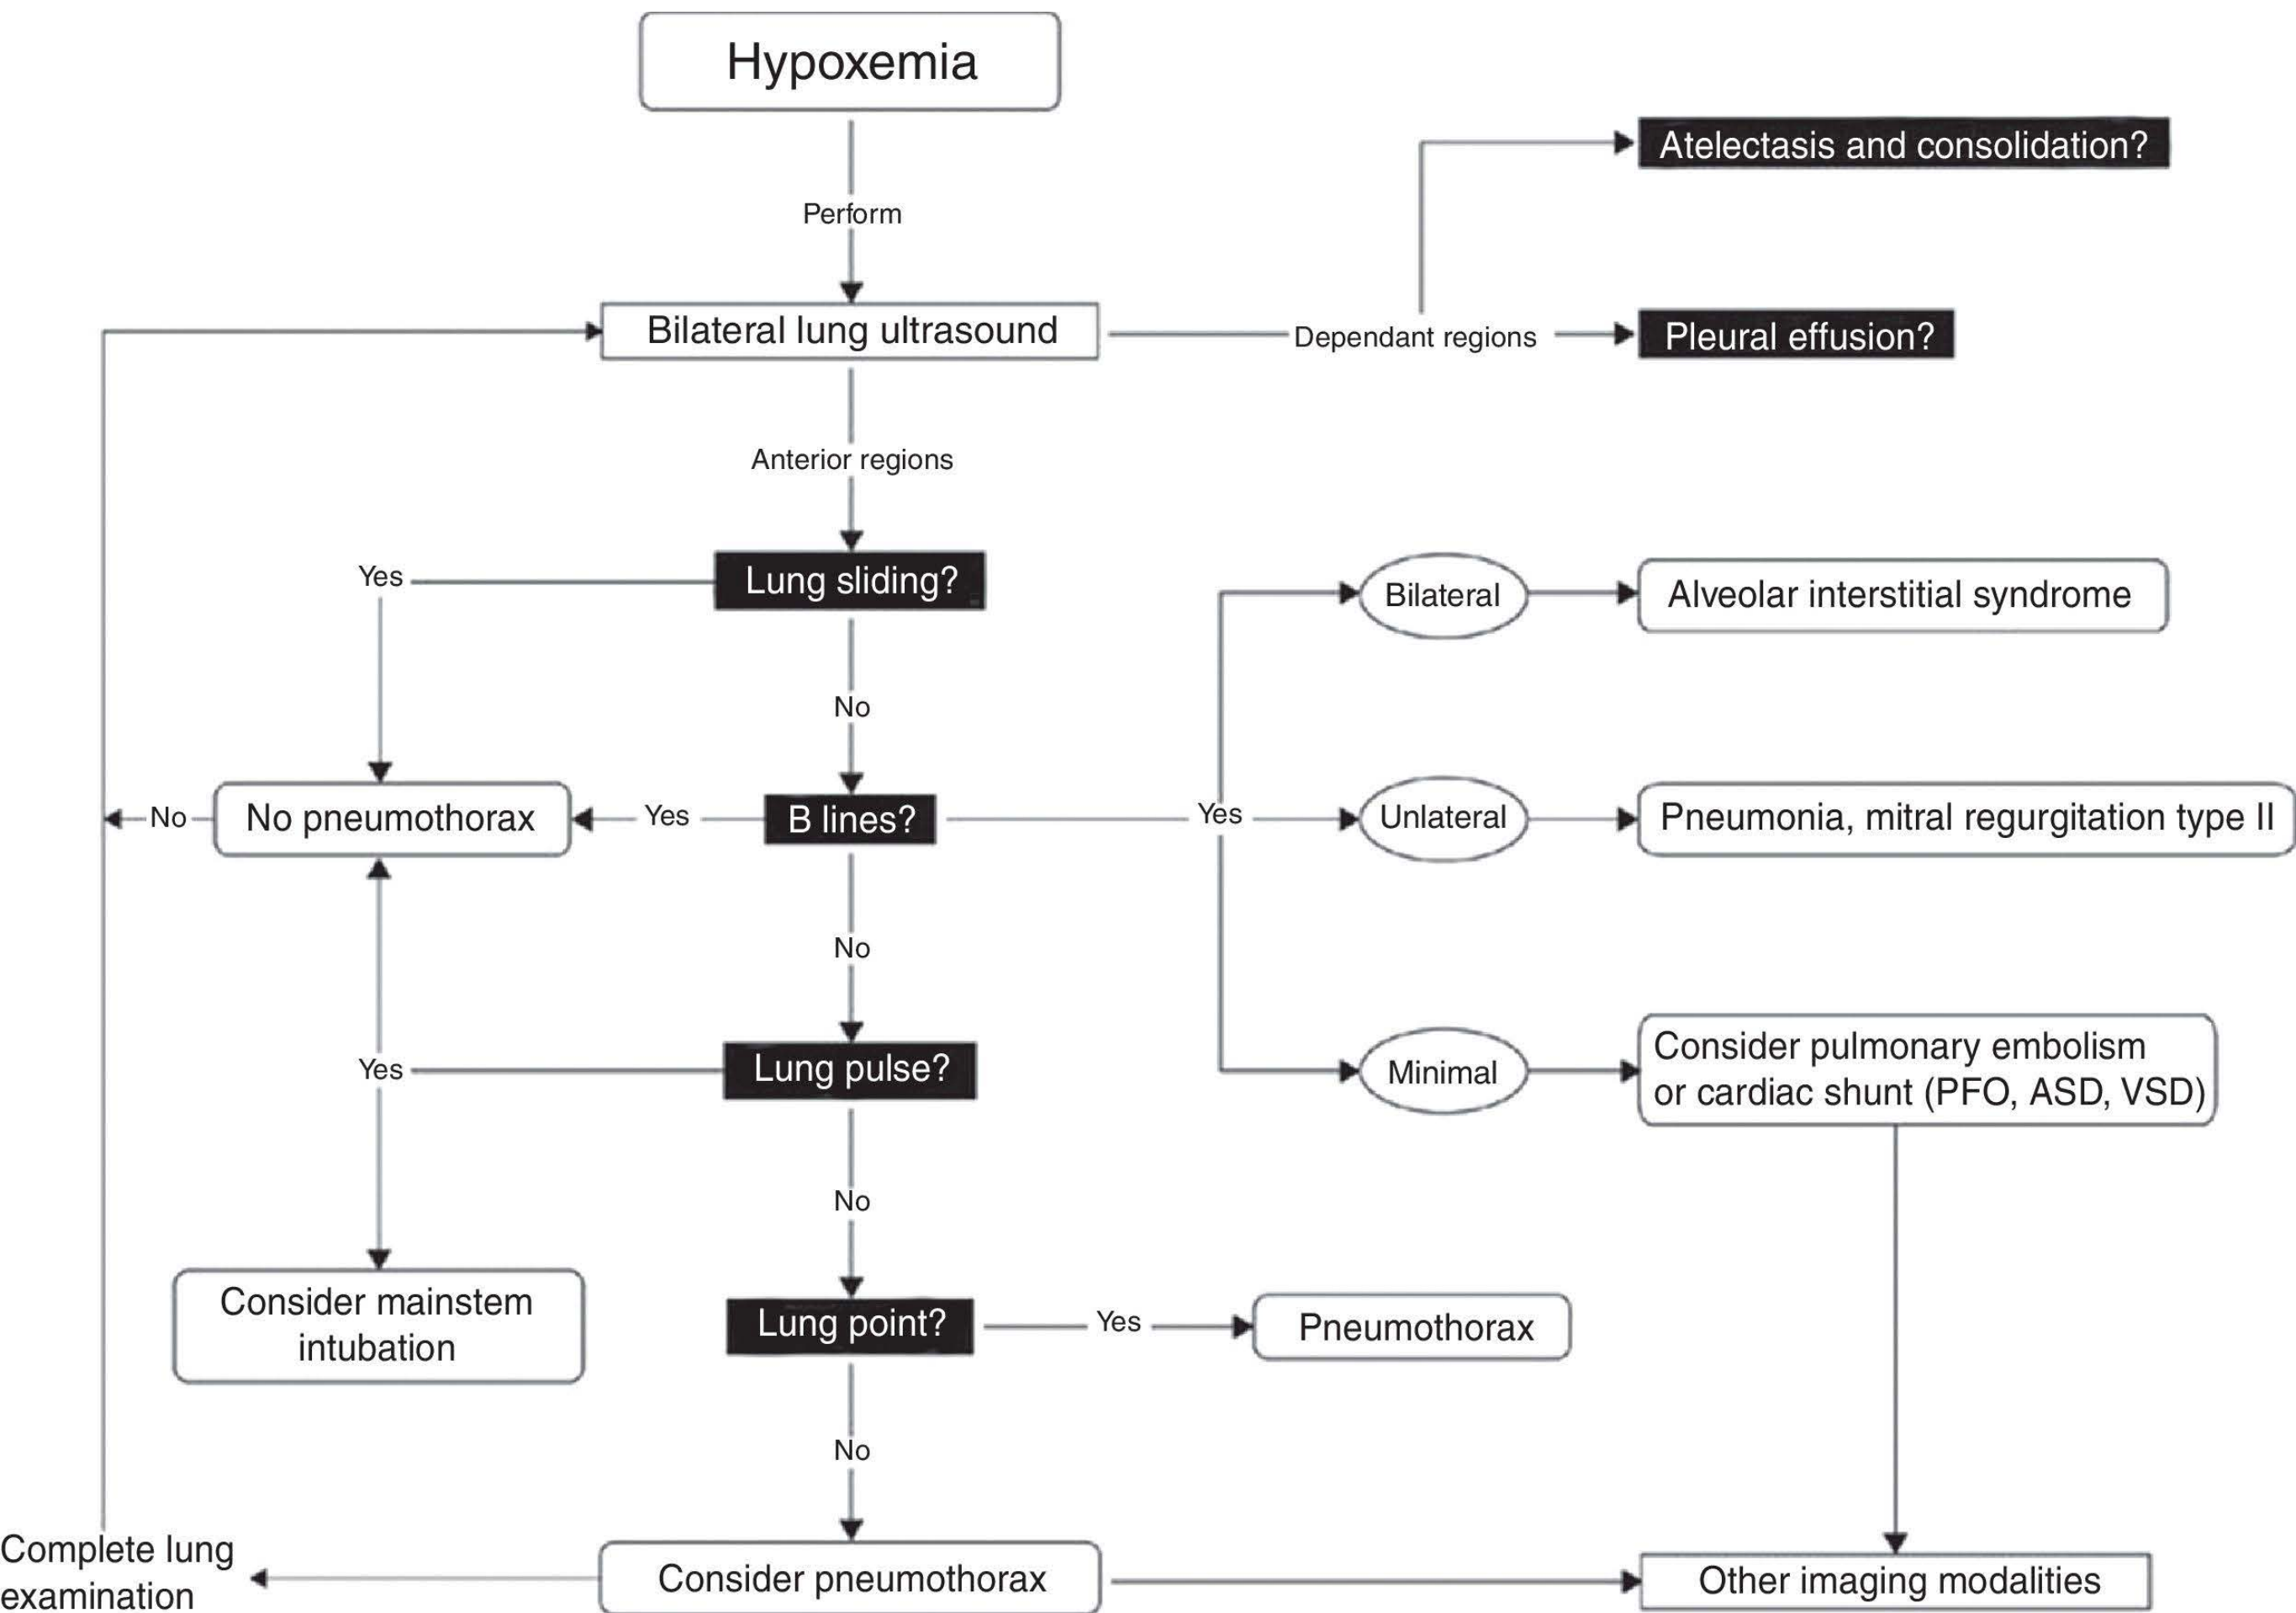 Hypoxemia
Perform
Atelectasis and consolidation?
Bilateral lung ultrasound
Dependant regions
Pleural effusion?
Anterior regions
Yes
Lung sliding?
Bilateral
Alveolar interstitial syndrome
No
No
No pneumothorax
Yes
B lines?
Yes
Unlateral
Pneumonia, mitral regurgitation type II
No
Yes
Lung pulse?
Minimal
Consider pulmonary embolism
or cardiac shunt (PFO, ASD, VSD)
No
Consider mainstem
intubation
Lung point?
Yes
Pneumothorax
No
Complete lung
examination
Consider pneumothorax
Other imaging modalities